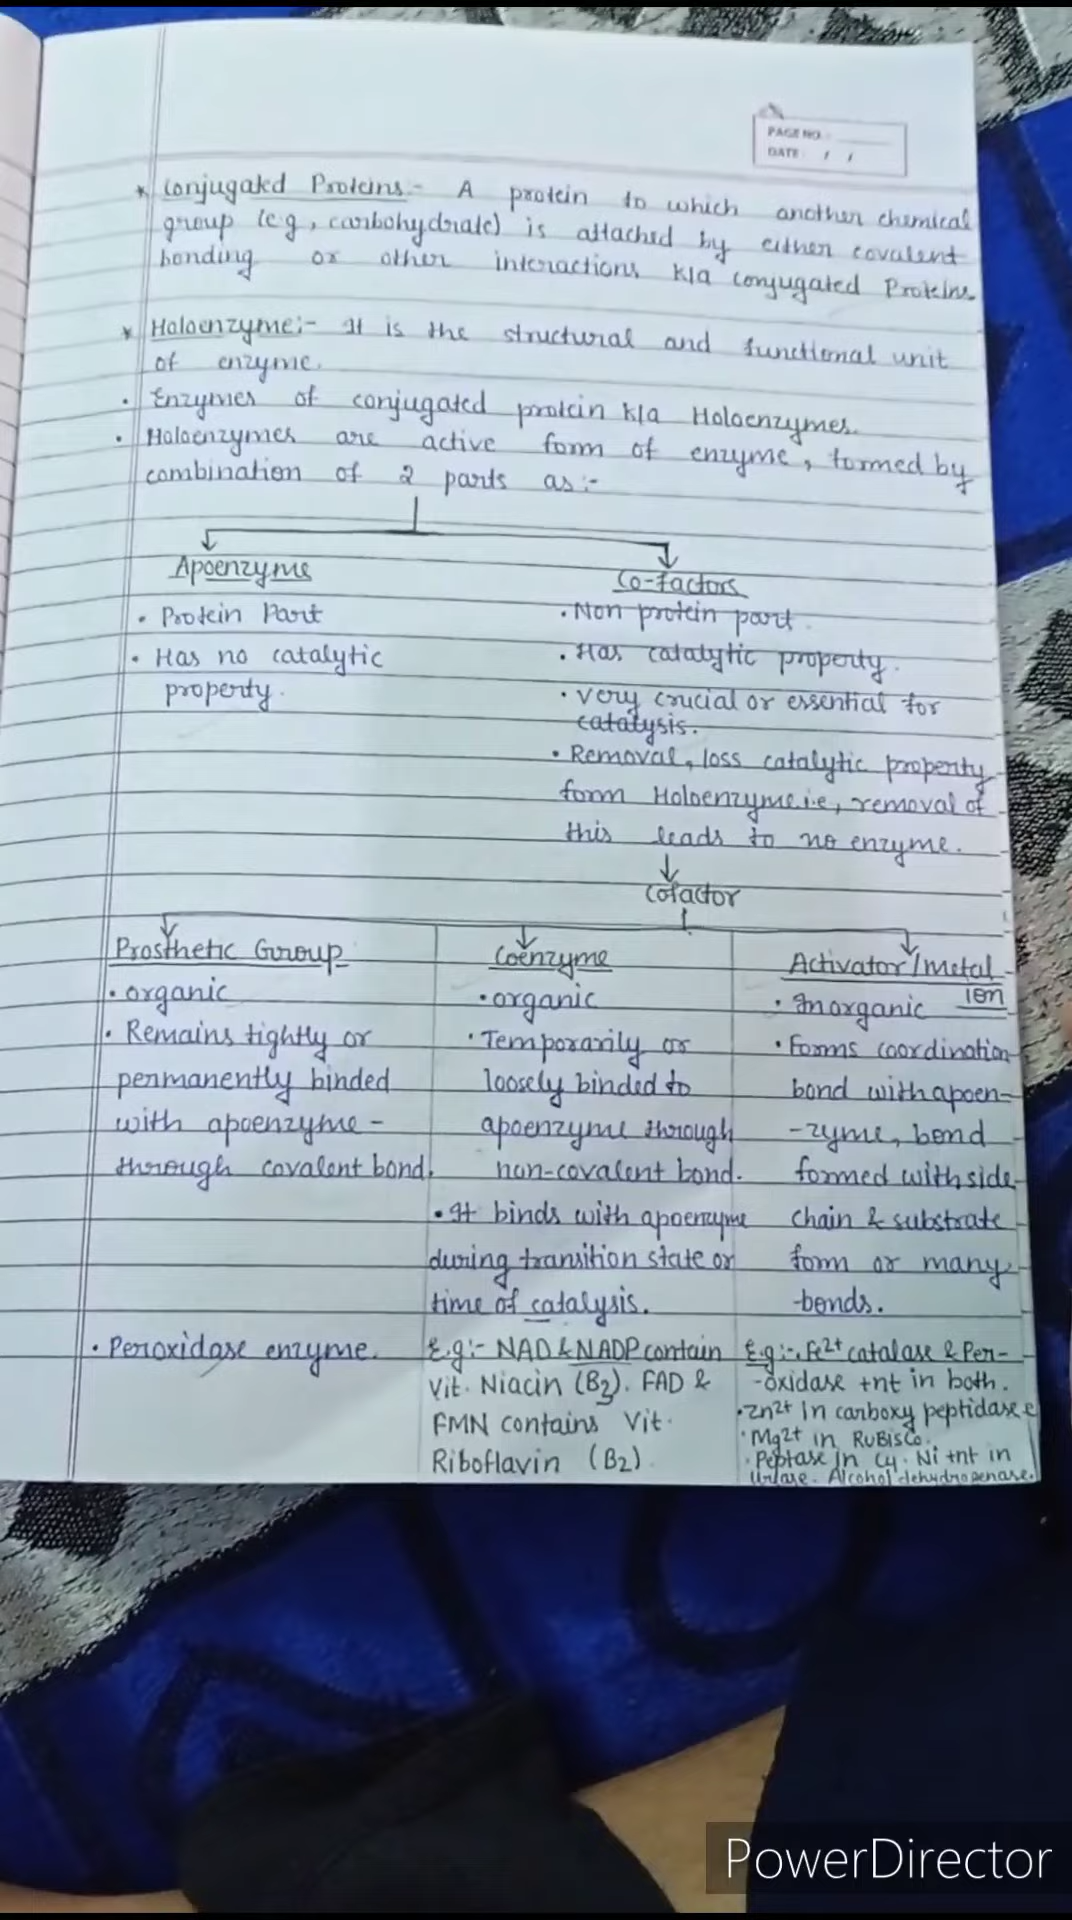 PAGE NO.:
DATE: / /
* Conjugated Proteins:- A protein to which another chemical
group (e.g, carbohydrate) is attached by either covalent
bonding or other interactions k/a conjugated Proteins.
* Holoenzyme:- It is the structural and functional unit
of enzyme.
• Enzymes of conjugated protein k/a Holoenzymes.
• Holoenzymes are active form of enzyme, formed by
combination of 2 parts as:-
Apoenzyme
• Protein Part
• Has no catalytic
property.
Co-factors
• Non protein part.
• Has catalytic property.
• very crucial or essential for
catalysis.
• Removal, loss catalytic property
form Holoenzyme i.e, removal of
this leads to no enzyme.
Cofactor
Prosthetic Group
• organic
• Remains tightly or
permanently binded
with apoenzyme -
through covalent bond.
• Peroxidase enzyme.
Coenzyme
• organic
• Temporarily or
loosely binded to
apoenzyme through
non-covalent bond.
• It binds with apoenzyme
during transition state or
time of catalysis.
E.g:- NAD & NADP contain
Vit. Niacin (B3). FAD &
FMN contains Vit.
Riboflavin (B2).
Activator/Metal
ion
• Inorganic
• Forms coordination
bond with apoen-
-zyme, bond
formed with side
chain & substrate
form or many
-bonds.
E.g:-. Fe2+ catalase & Per-
-oxidase +nt in both.
• Zn2+ in carboxy peptidase
• Mg2+ in RuBisCo.
• Peptase in C4. Ni +nt in
Alcohol dehydrogenase.
PowerDirector